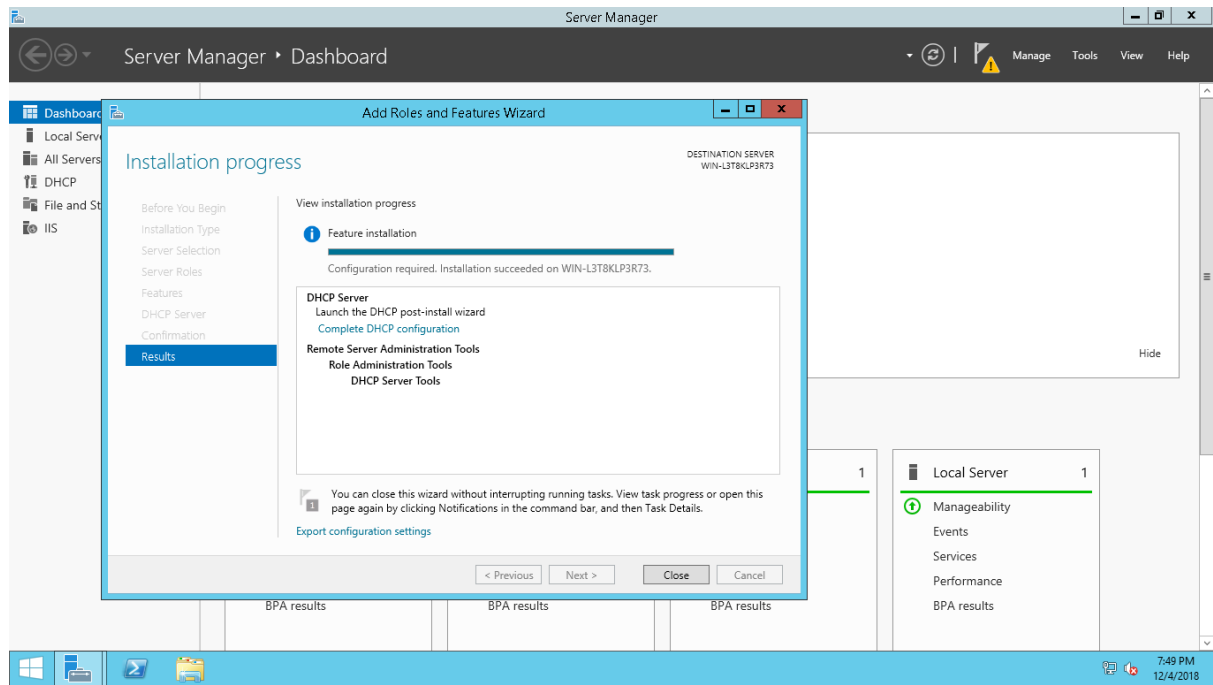 Server Manager
Server Manager • Dashboard
Manage Tools View Help
Dashboard
Local Serv
All Servers
DHCP
File and St
IIS
Add Roles and Features Wizard
Installation progress
DESTINATION SERVER
WIN-L3T8KLP3R73
Before You Begin
Installation Type
Server Selection
Server Roles
Features
DHCP Server
Confirmation
Results
View installation progress
Feature installation
Configuration required. Installation succeeded on WIN-L3T8KLP3R73.
DHCP Server
Launch the DHCP post-install wizard
Complete DHCP configuration
Remote Server Administration Tools
Role Administration Tools
DHCP Server Tools
1
You can close this wizard without interrupting running tasks. View task progress or open this
page again by clicking Notifications in the command bar, and then Task Details.
Export configuration settings
< Previous Next > Close Cancel
Hide
1
Local Server 1
Manageability
Events
Services
Performance
BPA results
BPA results
BPA results
BPA results
7:49 PM
12/4/2018